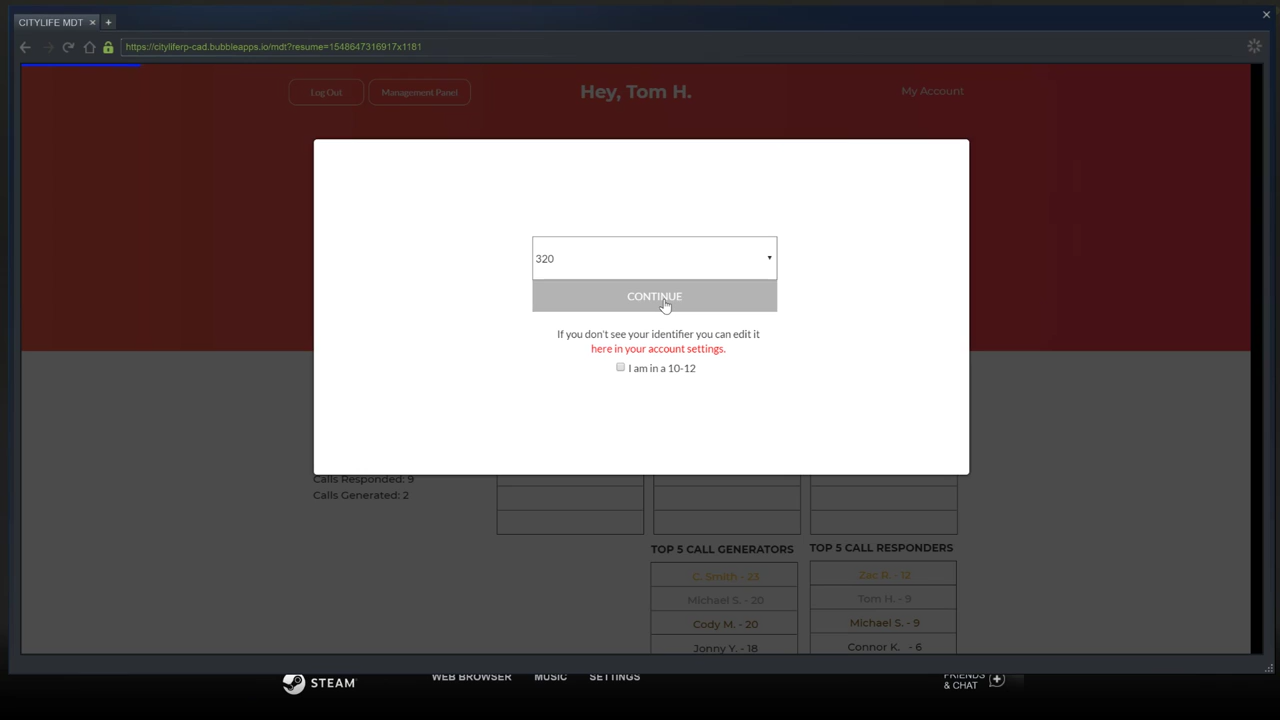 CITYLIFE MDT
https://cityliferp-cad.bubbleapps.io/mdt?resume=1548647316917x1181
Log Out
Management Panel
Hey, Tom H.
My Account
320
CONTINUE
If you don't see your identifier you can edit it
here in your account settings.
I am in a 10-12
Calls Responded: 9
Calls Generated: 2
TOP 5 CALL GENERATORS
C. Smith - 23
Michael S. - 20
Cody M. - 20
Jonny Y. - 18
TOP 5 CALL RESPONDERS
Zac R. - 12
Tom H. - 9
Michael S. - 9
Connor K. - 6
STEAM
WEB BROWSER
MUSIC
SETTINGS
FRIENDS
& CHAT